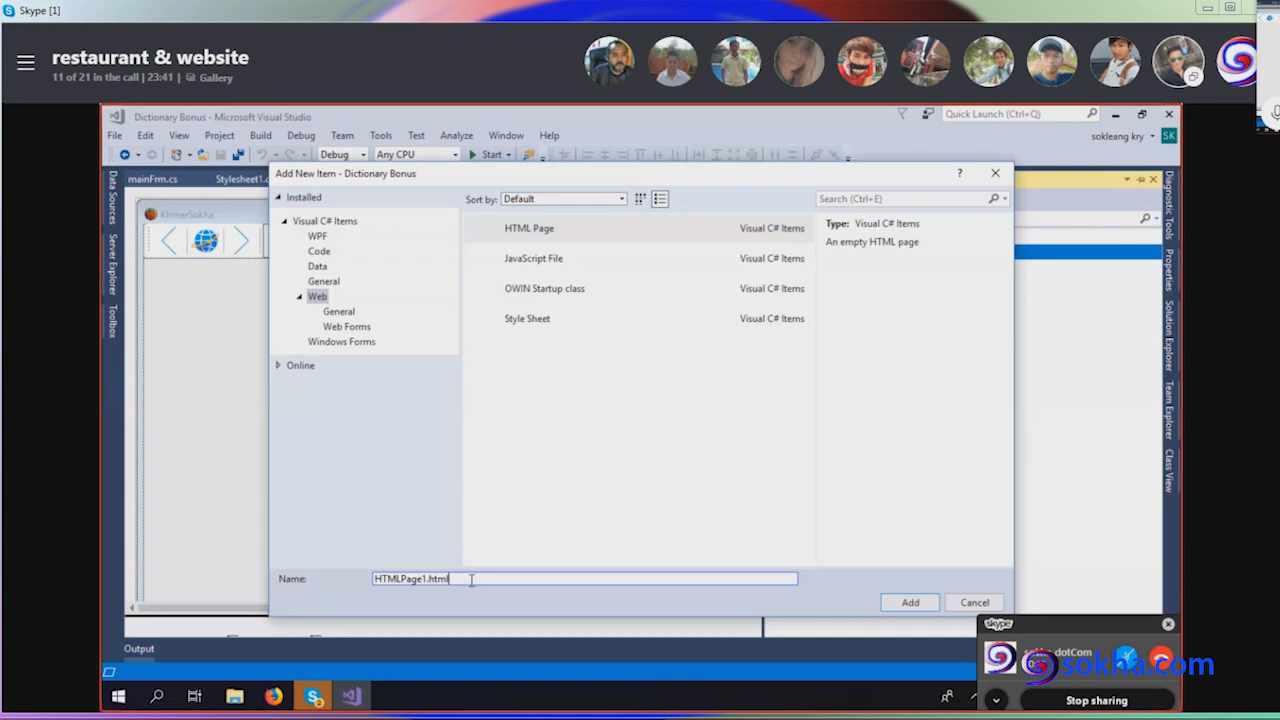 Skype [1]
restaurant & website
11 of 21 in the call | 23:41 | Gallery
Dictionary Bonus - Microsoft Visual Studio
Quick Launch (Ctrl+Q)
File Edit View Project Build Debug Team Tools Test Analyze Window Help
sokleang kry SK
Debug Any CPU Start
mainFrm.cs Stylesheet1.c
Add New Item - Dictionary Bonus
Data Sources
Server Explorer
Toolbox
KhmerSokha
Installed
Visual C# Items
WPF
Code
Data
General
Web
General
Web Forms
Windows Forms
Online
Sort by: Default
HTML Page Visual C# Items
JavaScript File Visual C# Items
OWIN Startup class Visual C# Items
Style Sheet Visual C# Items
Search (Ctrl+E)
Type: Visual C# Items
An empty HTML page
Name: HTMLPage1.html
Add Cancel
Diagnostic Tools
Properties
Solution Explorer
Team Explorer
Class View
Output
skype
sokha.com
Stop sharing